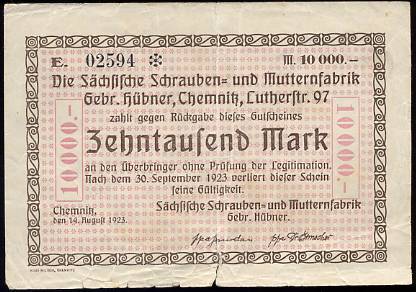 E. 02594 ✻ M. 10 000.–
Die Sächsische Schrauben= und Mutternfabrik
Gebr. Hübner, Chemnitz, Lutherstr. 97
zahlt gegen Rückgabe dieses Gutscheines
10000.– Zehntausend Mark 10000.–
an den Überbringer ohne Prüfung der Legitimation.
Nach dem 30. September 1923 verliert dieser Schein
seine Gültigkeit.
Chemnitz,
den 14. August 1923.
Sächsische Schrauben- und Mutternfabrik
Gebr. Hübner.